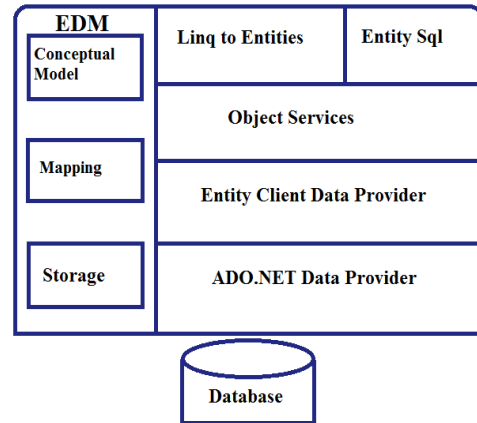 EDM
Conceptual
Model
Mapping
Storage
Linq to Entities
Entity Sql
Object Services
Entity Client Data Provider
ADO.NET Data Provider
Database